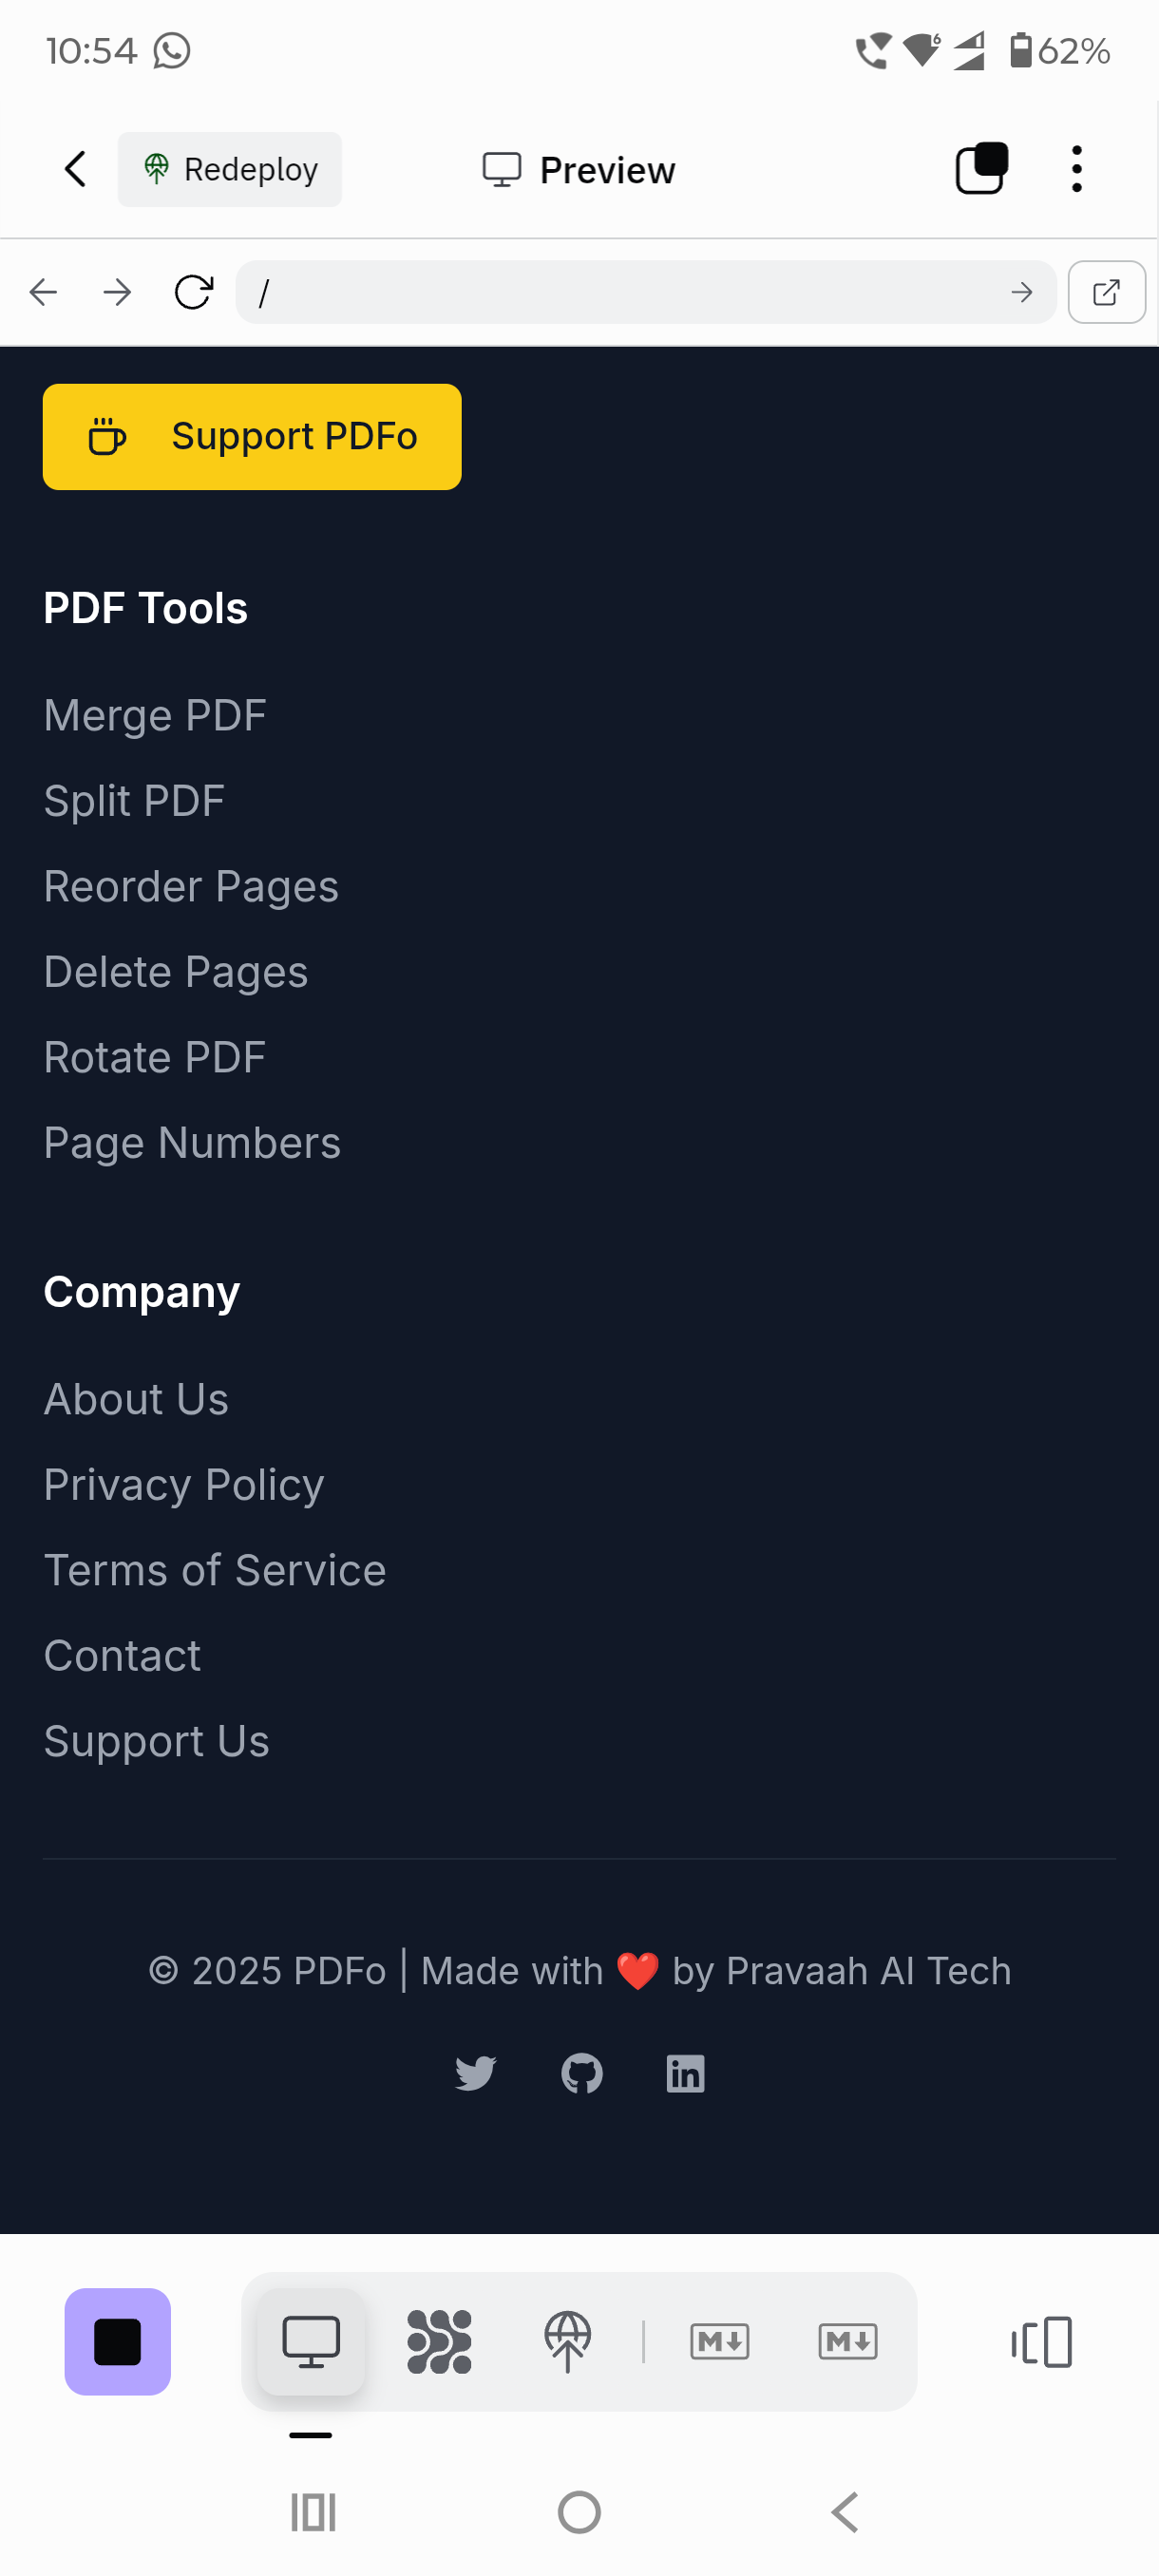 10:54
62%
Redeploy
Preview
/
Support PDFo
PDF Tools
Merge PDF
Split PDF
Reorder Pages
Delete Pages
Rotate PDF
Page Numbers
Company
About Us
Privacy Policy
Terms of Service
Contact
Support Us
© 2025 PDFo | Made with ❤️ by Pravaah AI Tech